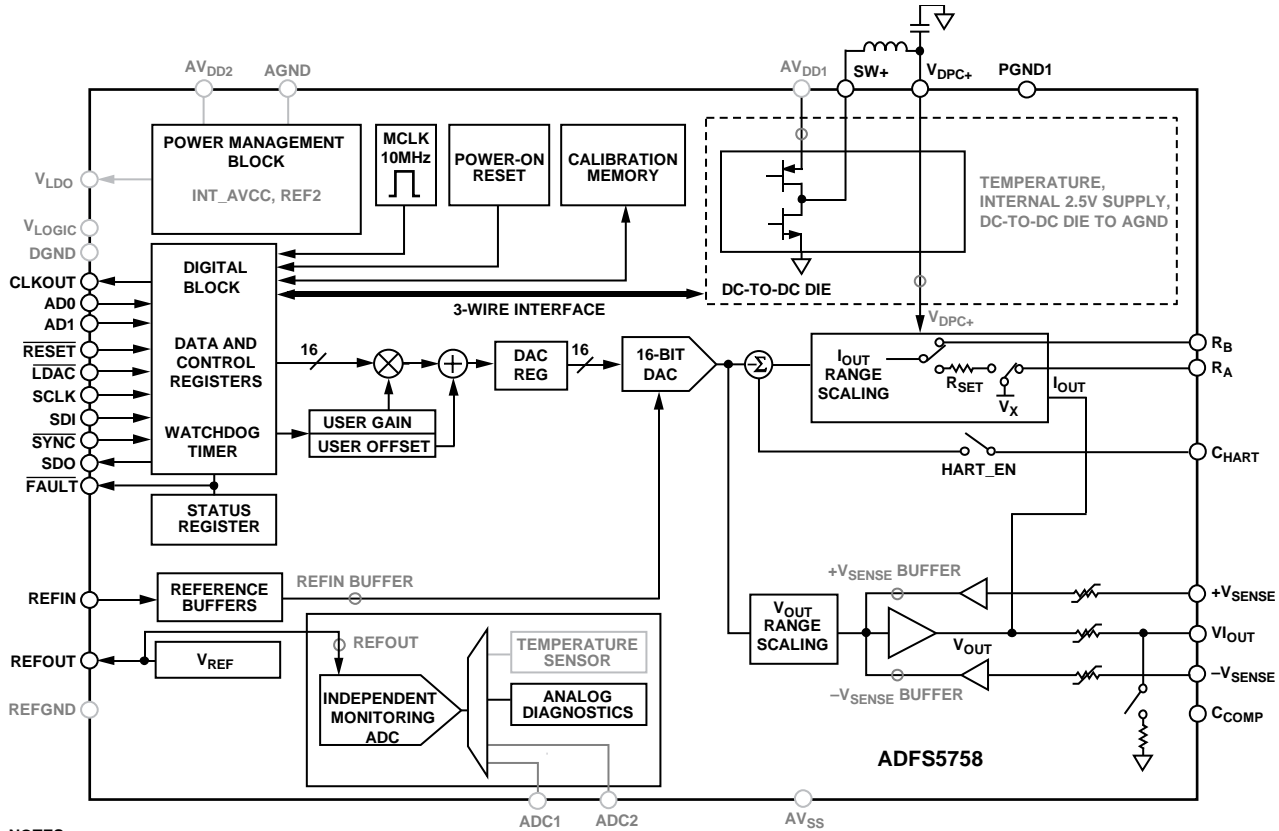 AVDD2
AGND
AVDD1
SW+
VDPC+
PGND1
POWER MANAGEMENT
BLOCK
INT_AVCC, REF2
MCLK
10MHz
POWER-ON
RESET
CALIBRATION
MEMORY
TEMPERATURE,
INTERNAL 2.5V SUPPLY,
DC-TO-DC DIE TO AGND
DC-TO-DC DIE
VLDO
VLOGIC
DGND
CLKOUT
AD0
AD1
RESET
LDAC
SCLK
SDI
SYNC
SDO
FAULT
DIGITAL
BLOCK
DATA AND
CONTROL
REGISTERS
WATCHDOG
TIMER
3-WIRE INTERFACE
16
USER GAIN
USER OFFSET
DAC
REG
16
16-BIT
DAC
–Σ
VDPC+
IOUT
RANGE
SCALING
RSET
VX
IOUT
RB
RA
HART_EN
CHART
STATUS
REGISTER
REFIN
REFERENCE
BUFFERS
REFIN BUFFER
REFOUT
VREF
REFGND
REFOUT
INDEPENDENT
MONITORING
ADC
TEMPERATURE
SENSOR
ANALOG
DIAGNOSTICS
VOUT
RANGE
SCALING
+VSENSE BUFFER
VOUT
–VSENSE BUFFER
+VSENSE
VIOUT
–VSENSE
CCOMP
ADFS5758
ADC1
ADC2
AVSS